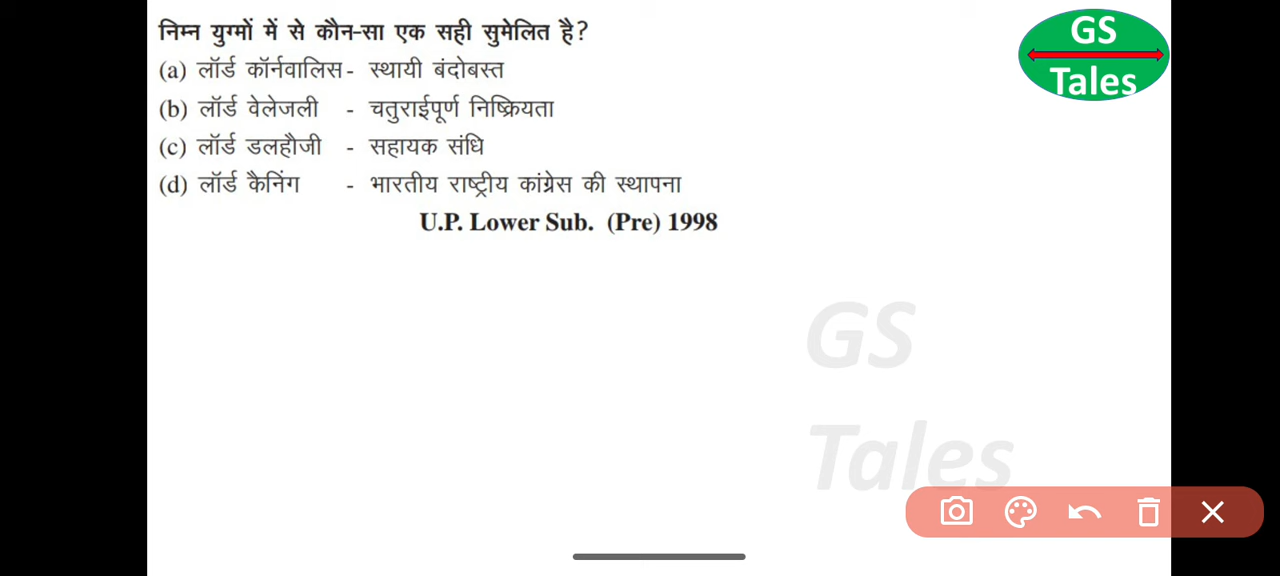 निम्न युग्मों में से कौन-सा एक सही सुमेलित है?
(a) लॉर्ड कॉर्नवालिस - स्थायी बंदोबस्त
(b) लॉर्ड वेलेजली - चतुराईपूर्ण निष्क्रियता
(c) लॉर्ड डलहौजी - सहायक संधि
(d) लॉर्ड कैनिंग - भारतीय राष्ट्रीय कांग्रेस की स्थापना
U.P. Lower Sub. (Pre) 1998
GS
Tales
GS
Tales